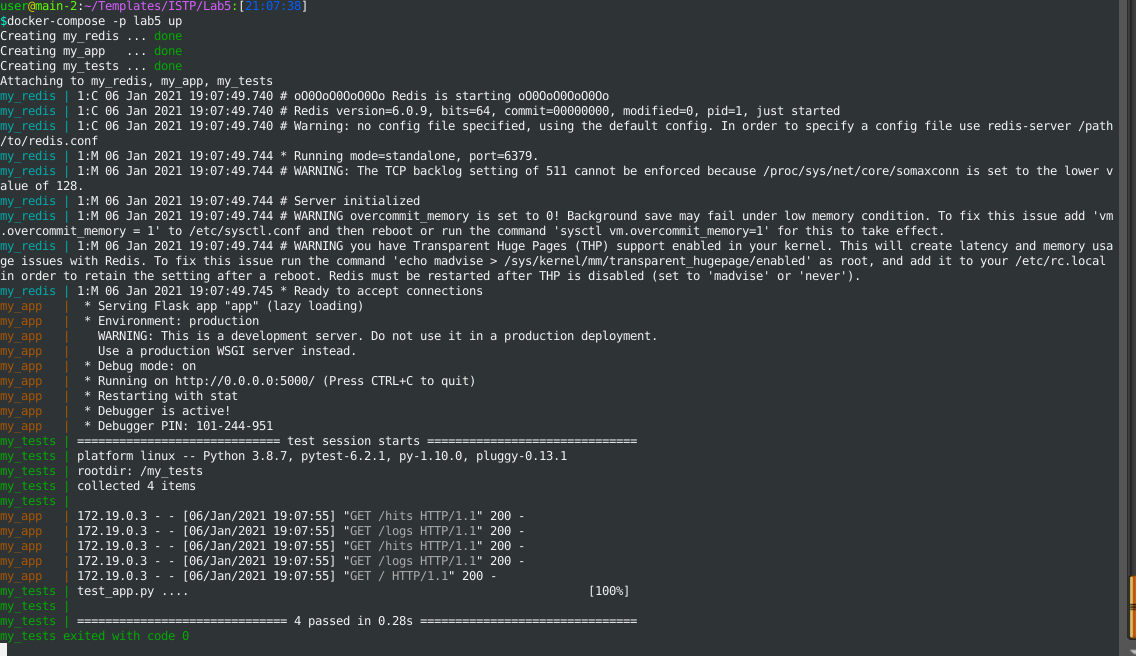 user@main-2:~/Templates/ISTP/Lab5:[21:07:38]
$docker-compose -p lab5 up
Creating my_redis ... done
Creating my_app   ... done
Creating my_tests ... done
Attaching to my_redis, my_app, my_tests
my_redis | 1:C 06 Jan 2021 19:07:49.740 # oO0OoO0OoO0Oo Redis is starting oO0OoO0OoO0Oo
my_redis | 1:C 06 Jan 2021 19:07:49.740 # Redis version=6.0.9, bits=64, commit=00000000, modified=0, pid=1, just started
my_redis | 1:C 06 Jan 2021 19:07:49.740 # Warning: no config file specified, using the default config. In order to specify a config file use redis-server /path
/to/redis.conf
my_redis | 1:M 06 Jan 2021 19:07:49.744 * Running mode=standalone, port=6379.
my_redis | 1:M 06 Jan 2021 19:07:49.744 # WARNING: The TCP backlog setting of 511 cannot be enforced because /proc/sys/net/core/somaxconn is set to the lower v
alue of 128.
my_redis | 1:M 06 Jan 2021 19:07:49.744 # Server initialized
my_redis | 1:M 06 Jan 2021 19:07:49.744 # WARNING overcommit_memory is set to 0! Background save may fail under low memory condition. To fix this issue add 'vm
.overcommit_memory = 1' to /etc/sysctl.conf and then reboot or run the command 'sysctl vm.overcommit_memory=1' for this to take effect.
my_redis | 1:M 06 Jan 2021 19:07:49.744 # WARNING you have Transparent Huge Pages (THP) support enabled in your kernel. This will create latency and memory usa
ge issues with Redis. To fix this issue run the command 'echo madvise > /sys/kernel/mm/transparent_hugepage/enabled' as root, and add it to your /etc/rc.local
in order to retain the setting after a reboot. Redis must be restarted after THP is disabled (set to 'madvise' or 'never').
my_redis | 1:M 06 Jan 2021 19:07:49.745 * Ready to accept connections
my_app   |  * Serving Flask app "app" (lazy loading)
my_app   |  * Environment: production
my_app   |    WARNING: This is a development server. Do not use it in a production deployment.
my_app   |    Use a production WSGI server instead.
my_app   |  * Debug mode: on
my_app   |  * Running on http://0.0.0.0:5000/ (Press CTRL+C to quit)
my_app   |  * Restarting with stat
my_app   |  * Debugger is active!
my_app   |  * Debugger PIN: 101-244-951
my_tests | ============================= test session starts ==============================
my_tests | platform linux -- Python 3.8.7, pytest-6.2.1, py-1.10.0, pluggy-0.13.1
my_tests | rootdir: /my_tests
my_tests | collected 4 items
my_tests |
my_app   | 172.19.0.3 - - [06/Jan/2021 19:07:55] "GET /hits HTTP/1.1" 200 -
my_app   | 172.19.0.3 - - [06/Jan/2021 19:07:55] "GET /logs HTTP/1.1" 200 -
my_app   | 172.19.0.3 - - [06/Jan/2021 19:07:55] "GET /hits HTTP/1.1" 200 -
my_app   | 172.19.0.3 - - [06/Jan/2021 19:07:55] "GET /logs HTTP/1.1" 200 -
my_app   | 172.19.0.3 - - [06/Jan/2021 19:07:55] "GET / HTTP/1.1" 200 -
my_tests | test_app.py ....                                                         [100%]
my_tests |
my_tests | ============================== 4 passed in 0.28s ===============================
my_tests exited with code 0